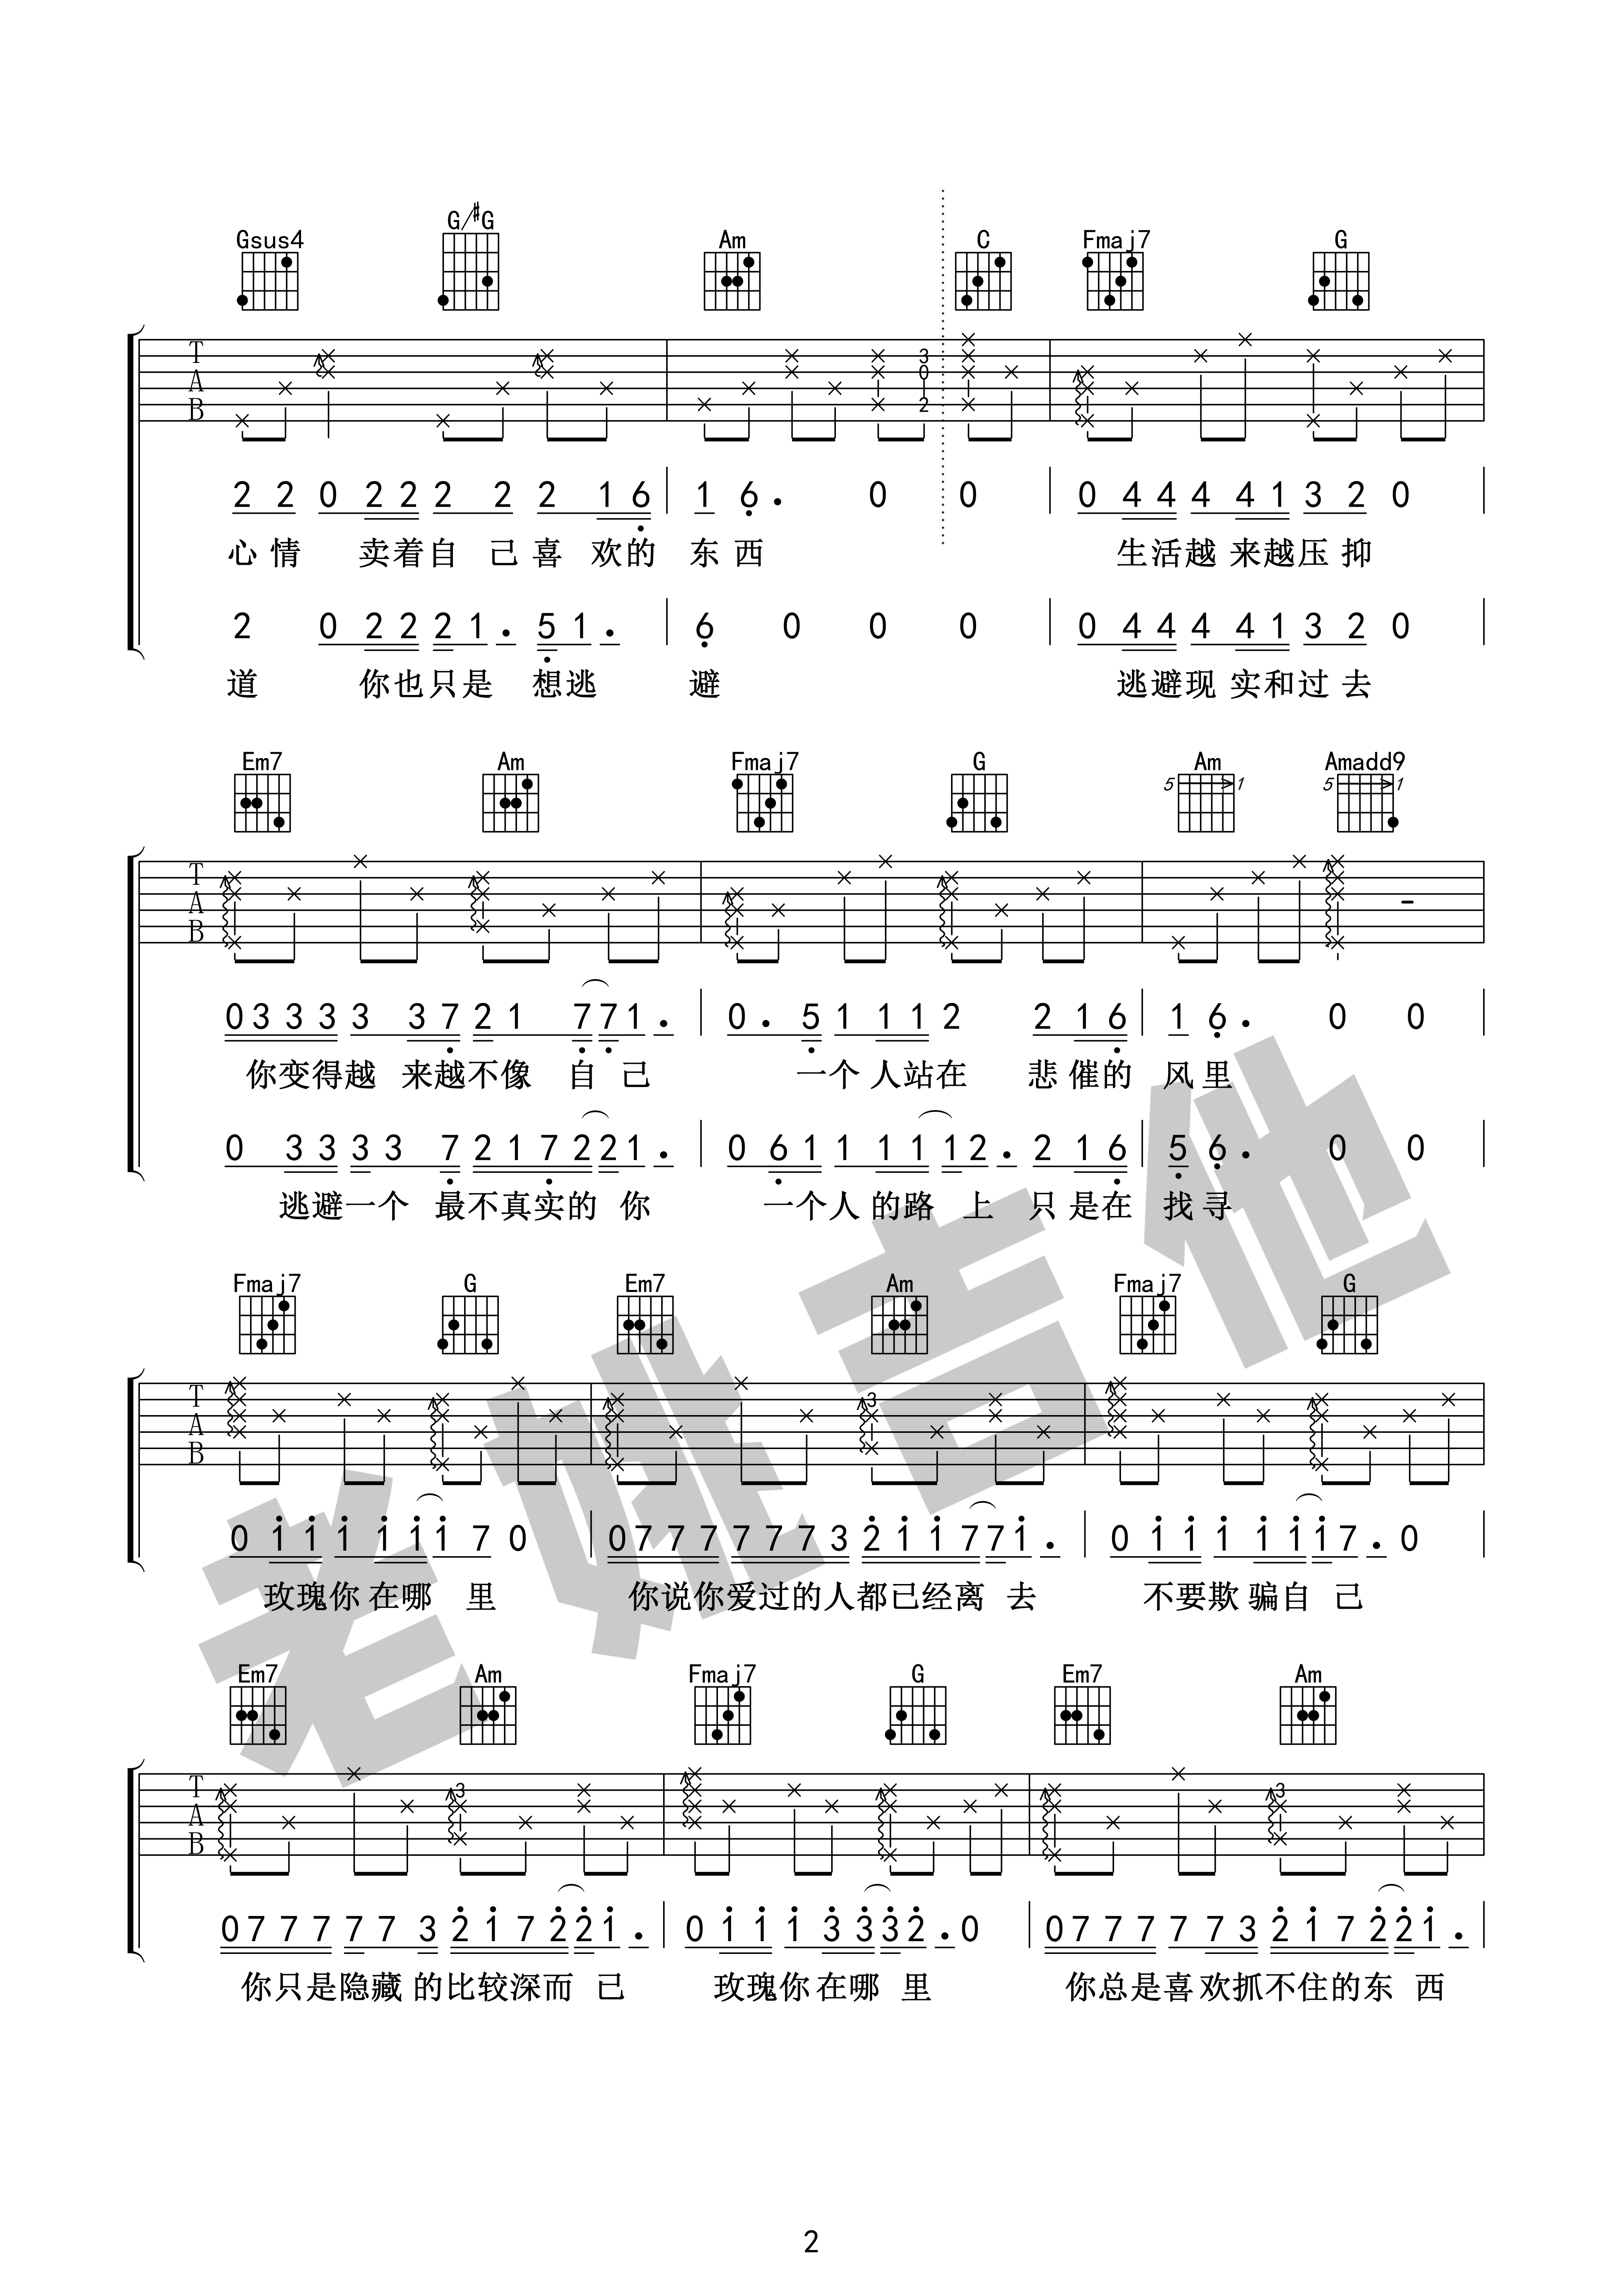 Gsus4 G/#G Am C Fmaj7 G
T
A
B
3
0
2
2 2 0 2 2 2 2 2 1 6 1 6. 0 0 0 4 4 4 4 1 3 2 0
心情 卖着自 己喜 欢的 东西 生活越 来越压 抑
2 0 2 2 2 1. 5 1. 6 0 0 0 0 4 4 4 4 1 3 2 0
道 你也只是 想逃 避 逃避现 实和过 去
Em7 Am Fmaj7 G Am Amadd9
5 1 5 1
T
A
B
0 3 3 3 3 3 3 7 2 1 7 7 1. 0. 5 1 1 1 2 2 1 6 1 6. 0 0
你变得越 来越不像 自 己 一个 人站在 悲 催的 风里
0 3 3 3 3 7 2 1 7 2 2 1. 0 6 1 1 1 1 1 2. 2 1 6 5 6. 0 0
逃避一个 最不真实的 你 一个人 的路 上 只 是在 找寻
Fmaj7 G Em7 Am Fmaj7 G
T
A
B
3
0 1 1 1 1 1 1 7 0 0 7 7 7 7 7 7 3 2 1 1 7 7 1. 0 1 1 1 1 1 1 7. 0
玫瑰你 在哪 里 你说你爱过的人都已经离 去 不要欺 骗自 己
Em7 Am Fmaj7 G Em7 Am
T
A
B
3 3
0 7 7 7 7 7 3 2 1 7 2 2 1. 0 1 1 1 3 3 3 2. 0 0 7 7 7 7 7 3 2 1 7 2 2 1.
你只是隐藏 的比较深而 已 玫瑰你 在哪 里 你总是喜 欢抓不住的东 西
老姚吉他
2